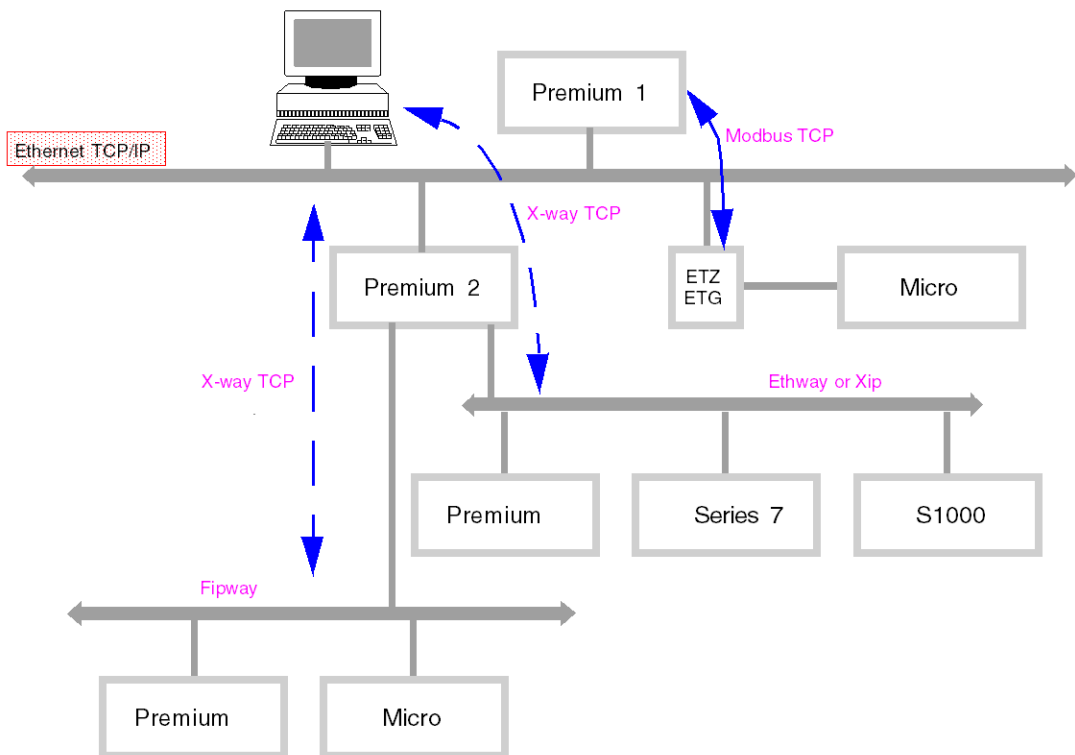 Premium 1
Modbus TCP
Ethernet TCP/IP
X-way TCP
Premium 2
ETZ
ETG
Micro
X-way TCP
Ethway or Xip
Premium
Series 7
S1000
Fipway
Premium
Micro